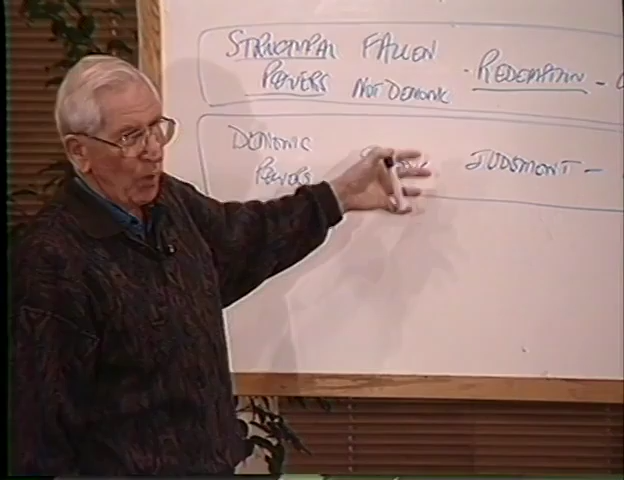 STRUCTURAL FALLEN
POWERS NOT DEMONIC - REDEMPTION -
DEMONIC
POWERS JUDGMENT -